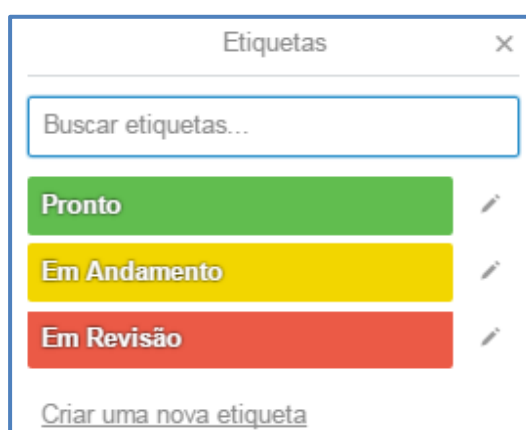 Etiquetas
Buscar etiquetas...
Pronto
Em Andamento
Em Revisão
Criar uma nova etiqueta